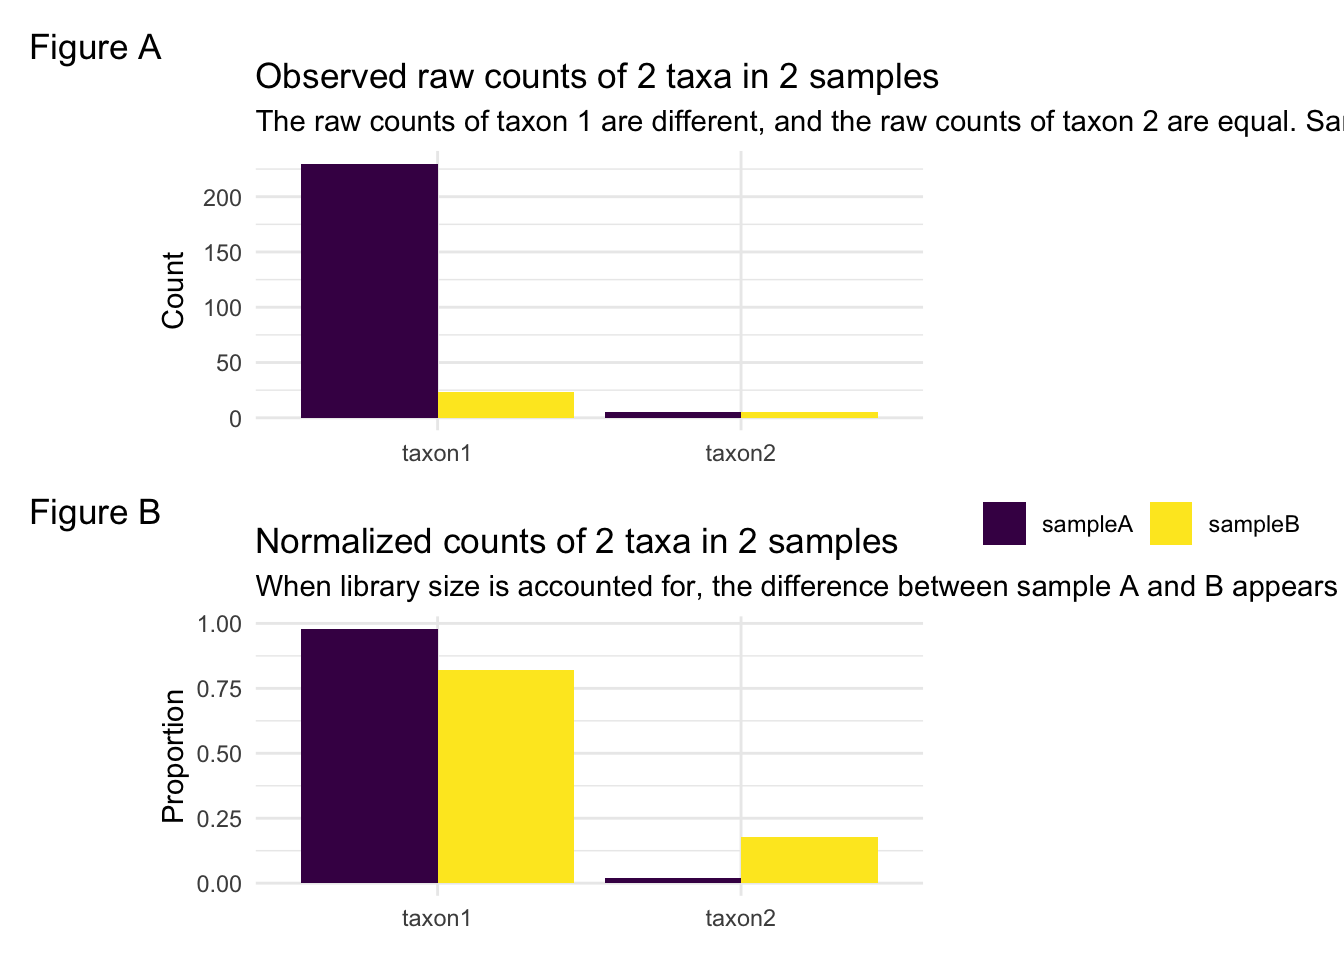 Figure A
Observed raw counts of 2 taxa in 2 samples
The raw counts of taxon 1 are different, and the raw counts of taxon 2 are equal.
Count
200
150
100
50
0
taxon1 taxon2
Figure B
sampleA sampleB
Normalized counts of 2 taxa in 2 samples
When library size is accounted for, the difference between sample A and B appears
Proportion
1.00
0.75
0.50
0.25
0.00
taxon1 taxon2